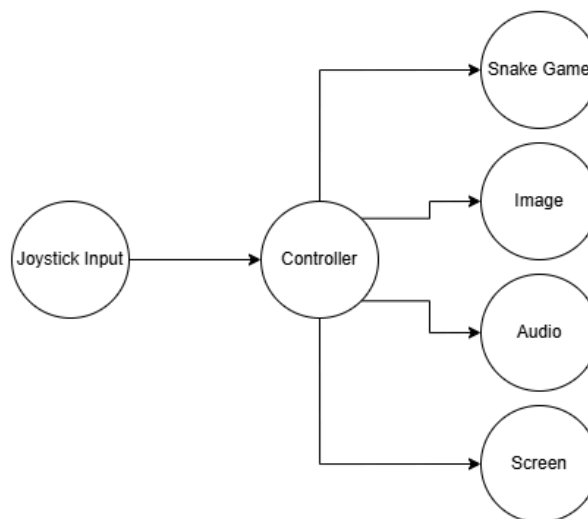 Snake Game
Image
Joystick Input
Controller
Audio
Screen